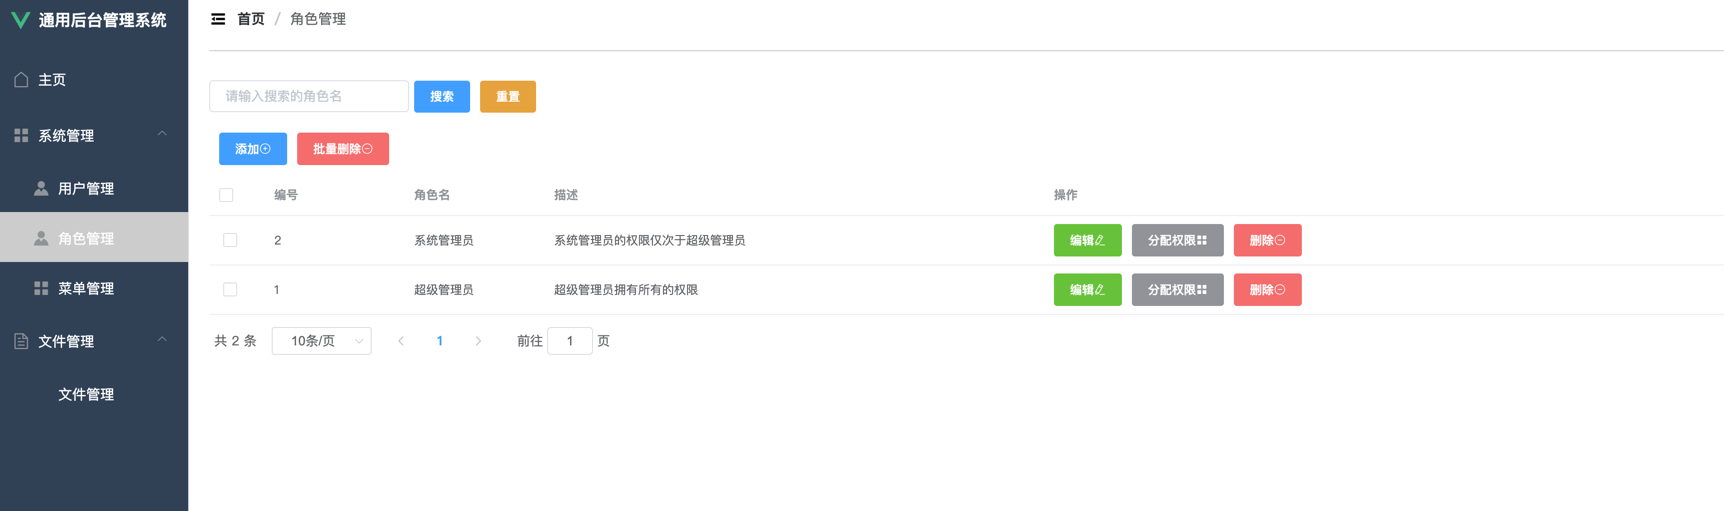 通用后台管理系统
首页 / 角色管理
主页
系统管理
用户管理
角色管理
菜单管理
文件管理
文件管理
请输入搜索的角色名 搜索 重置
添加 批量删除
编号 角色名 描述 操作
2 系统管理员 系统管理员的权限仅次于超级管理员 编辑 分配权限 删除
1 超级管理员 超级管理员拥有所有的权限 编辑 分配权限 删除
共 2 条 10条/页 1 前往 1 页